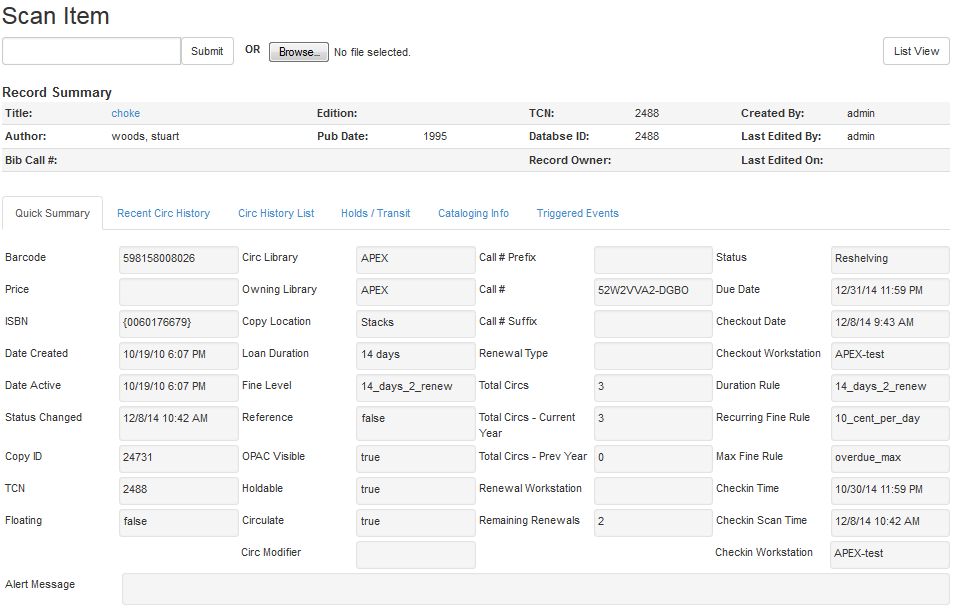 Scan Item
Submit OR Browse... No file selected. List View
Record Summary
Title: choke Edition: TCN: 2488 Created By: admin
Author: woods, stuart Pub Date: 1995 Databse ID: 2488 Last Edited By: admin
Bib Call #: Record Owner: Last Edited On:
Quick Summary Recent Circ History Circ History List Holds / Transit Cataloging Info Triggered Events
Barcode 598158008026 Circ Library APEX Call # Prefix Status Reshelving
Price Owning Library APEX Call # 52W2VVA2-DGBO Due Date 12/31/14 11:59 PM
ISBN {0060176679} Copy Location Stacks Call # Suffix Checkout Date 12/8/14 9:43 AM
Date Created 10/19/10 6:07 PM Loan Duration 14 days Renewal Type Checkout Workstation APEX-test
Date Active 10/19/10 6:07 PM Fine Level 14_days_2_renew Total Circs 3 Duration Rule 14_days_2_renew
Status Changed 12/8/14 10:42 AM Reference false Total Circs - Current 3 Recurring Fine Rule 10_cent_per_day
Year
Copy ID 24731 OPAC Visible true Total Circs - Prev Year 0 Max Fine Rule overdue_max
TCN 2488 Holdable true Renewal Workstation Checkin Time 10/30/14 11:59 PM
Floating false Circulate true Remaining Renewals 2 Checkin Scan Time 12/8/14 10:42 AM
Circ Modifier Checkin Workstation APEX-test
Alert Message